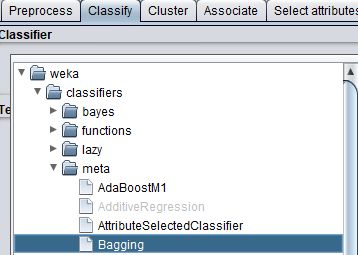 Preprocess Classify Cluster Associate Select attributes
Classifier
weka
classifiers
bayes
functions
lazy
meta
AdaBoostM1
AdditiveRegression
AttributeSelectedClassifier
Bagging